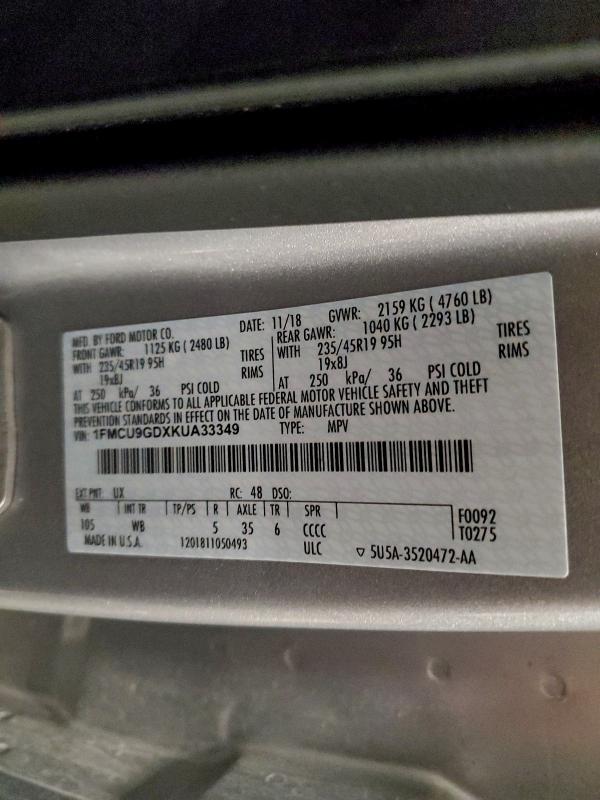 MFD. BY FORD MOTOR CO. DATE: 11/18 GVWR: 2159 KG ( 4760 LB)
FRONT GAWR: 1125 KG ( 2480 LB) REAR GAWR: 1040 KG ( 2293 LB)
WITH 235/45R19 95H TIRES WITH 235/45R19 95H TIRES
19x8J RIMS 19x8J RIMS
AT 250 kPa/ 36 PSI COLD AT 250 kPa/ 36 PSI COLD
THIS VEHICLE CONFORMS TO ALL APPLICABLE FEDERAL MOTOR VEHICLE SAFETY AND THEFT
PREVENTION STANDARDS IN EFFECT ON THE DATE OF MANUFACTURE SHOWN ABOVE.
VIN: 1FMCU9GDXKUA33349 TYPE: MPV
EXT PNT: UX RC: 48 DSO:
WB INT TR TP/PS R AXLE TR SPR F0092
105 WB 5 35 6 CCCC T0275
MADE IN U.S.A. 1201811050493 ULC 5U5A-3520472-AA